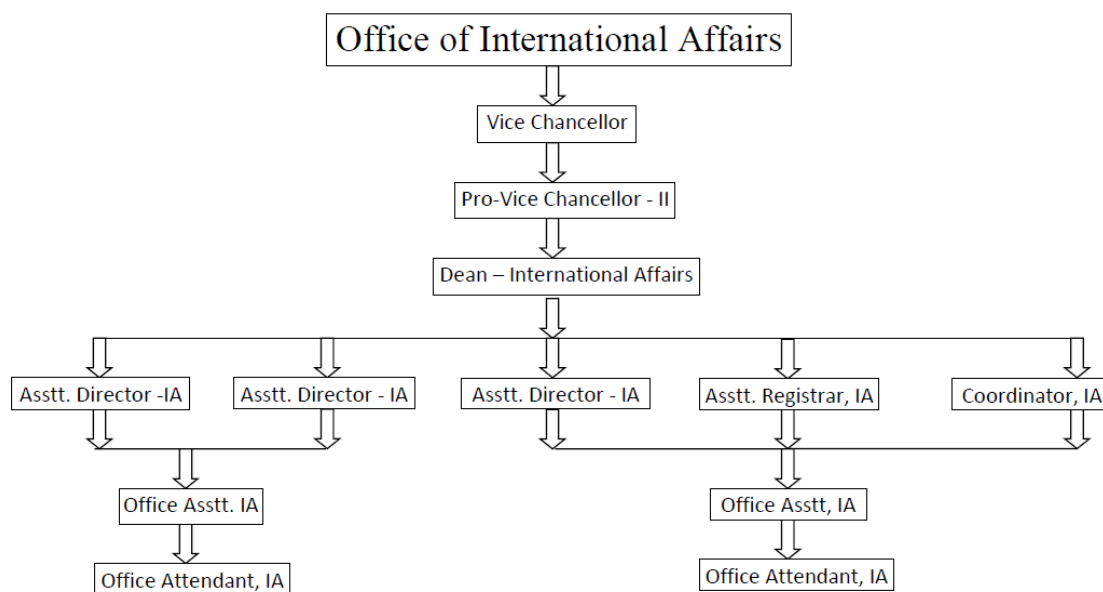 Office of International Affairs
Vice Chancellor
Pro-Vice Chancellor - II
Dean – International Affairs
Asstt. Director -IA
Asstt. Director - IA
Asstt. Director - IA
Asstt. Registrar, IA
Coordinator, IA
Office Asstt. IA
Office Asstt, IA
Office Attendant, IA
Office Attendant, IA